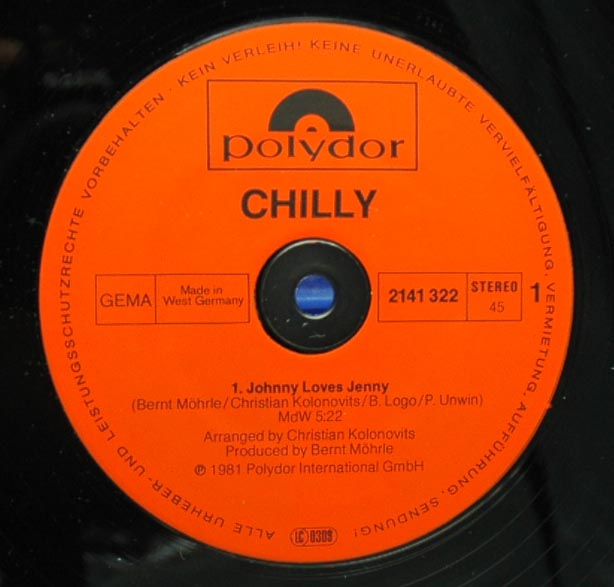 ALLE URHEBER- UND LEISTUNGSSCHUTZRECHTE VORBEHALTEN · KEIN VERLEIH! KEINE UNERLAUBTE VERVIELFÄLTIGUNG, VERMIETUNG, AUFFÜHRUNG, SENDUNG!
polydor
CHILLY
GEMA
Made in
West Germany
2141 322
STEREO
45
1
1. Johnny Loves Jenny
(Bernt Möhrle/Christian Kolonovits/B. Logo/P. Unwin)
MdW 5:22
Arranged by Christian Kolonovits
Produced by Bernt Möhrle
℗ 1981 Polydor International GmbH
LC 0309